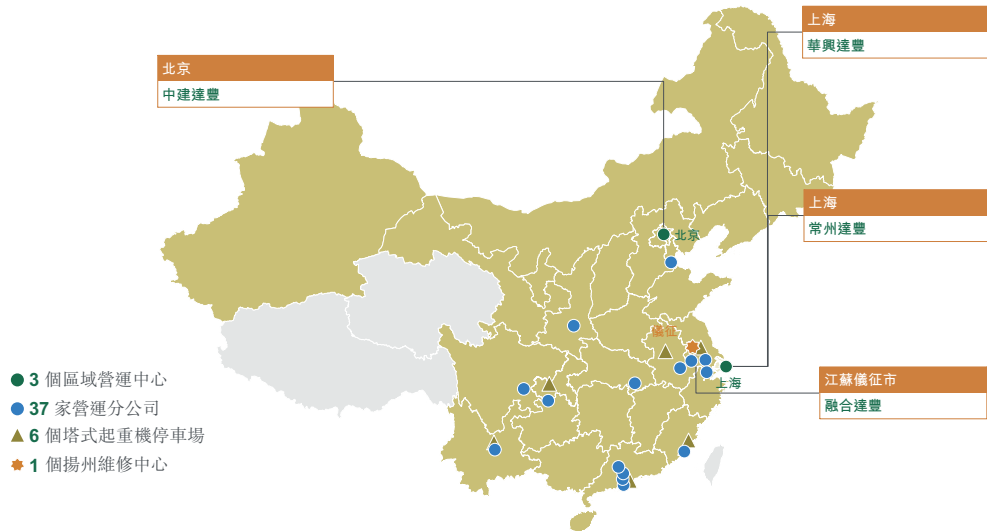 上海
華興達豐
北京
中建達豐
上海
常州達豐
北京
儀征
上海
江蘇儀征市
融合達豐
3 個區域營運中心
37 家營運分公司
6 個塔式起重機停車場
1 個揚州維修中心